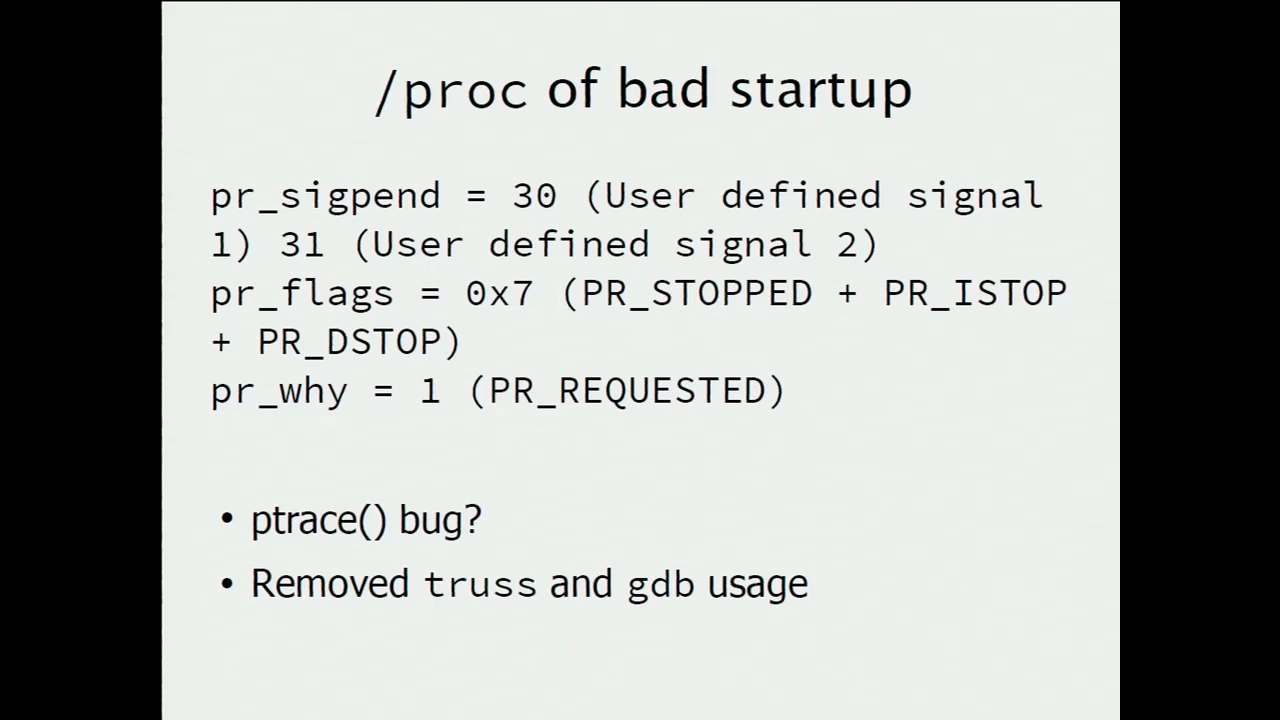 /proc of bad startup
pr_sigpend = 30 (User defined signal
1) 31 (User defined signal 2)
pr_flags = 0x7 (PR_STOPPED + PR_ISTOP
+ PR_DSTOP)
pr_why = 1 (PR_REQUESTED)
• ptrace() bug?
• Removed truss and gdb usage